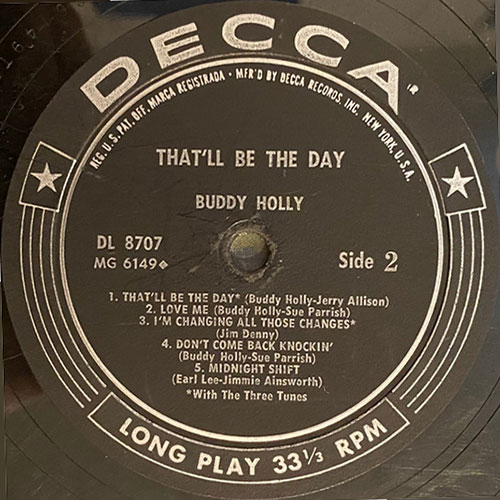 DECCA
®
REG. U.S. PAT. OFF. MARCA REGISTRADA • MFR'D BY DECCA RECORDS, INC. NEW YORK, U.S.A.
THAT'LL BE THE DAY
BUDDY HOLLY
DL 8707
MG 6149◆
Side 2
1. THAT'LL BE THE DAY* (Buddy Holly-Jerry Allison)
2. LOVE ME (Buddy Holly-Sue Parrish)
3. I'M CHANGING ALL THOSE CHANGES*
(Jim Denny)
4. DON'T COME BACK KNOCKIN'
(Buddy Holly-Sue Parrish)
5. MIDNIGHT SHIFT
(Earl Lee-Jimmie Ainsworth)
*With The Three Tunes
LONG PLAY 33⅓ RPM